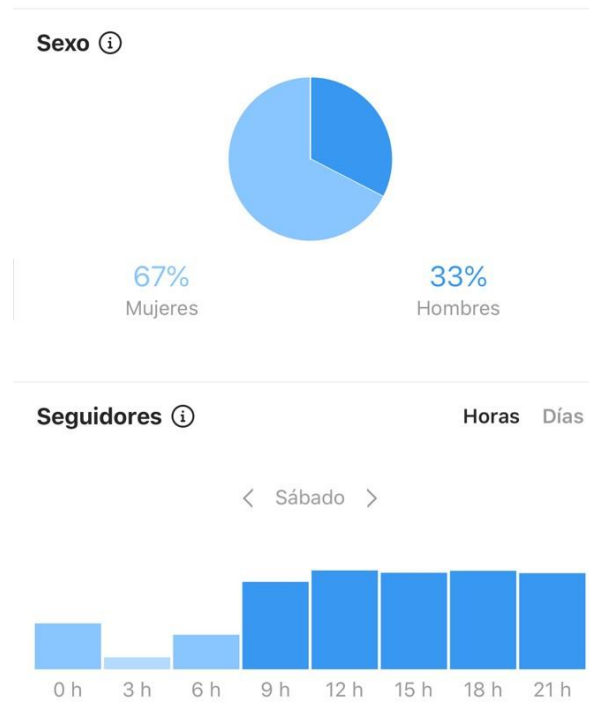 Sexo
67% 33%
Mujeres Hombres
Seguidores Horas Días
< Sábado >
0 h 3 h 6 h 9 h 12 h 15 h 18 h 21 h